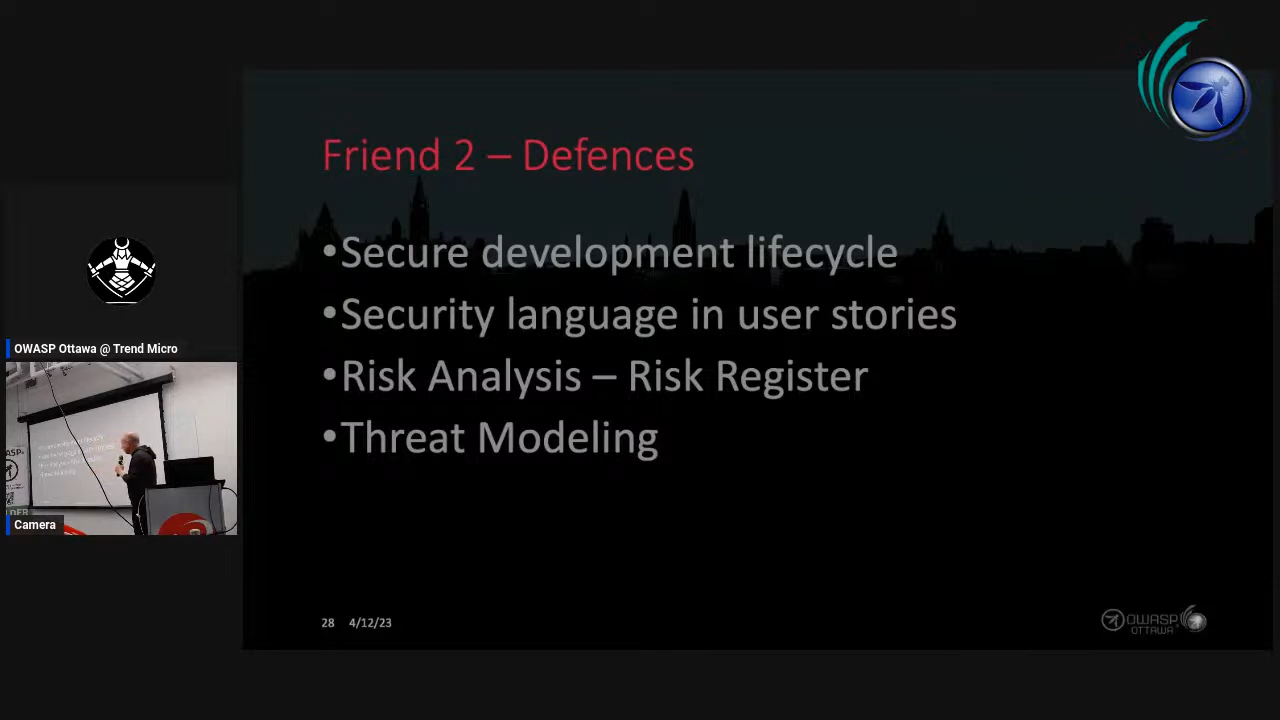 Friend 2 – Defences
•Secure development lifecycle
•Security language in user stories
•Risk Analysis – Risk Register
•Threat Modeling
OWASP Ottawa @ Trend Micro
Camera
28 4/12/23
OWASP
OTTAWA